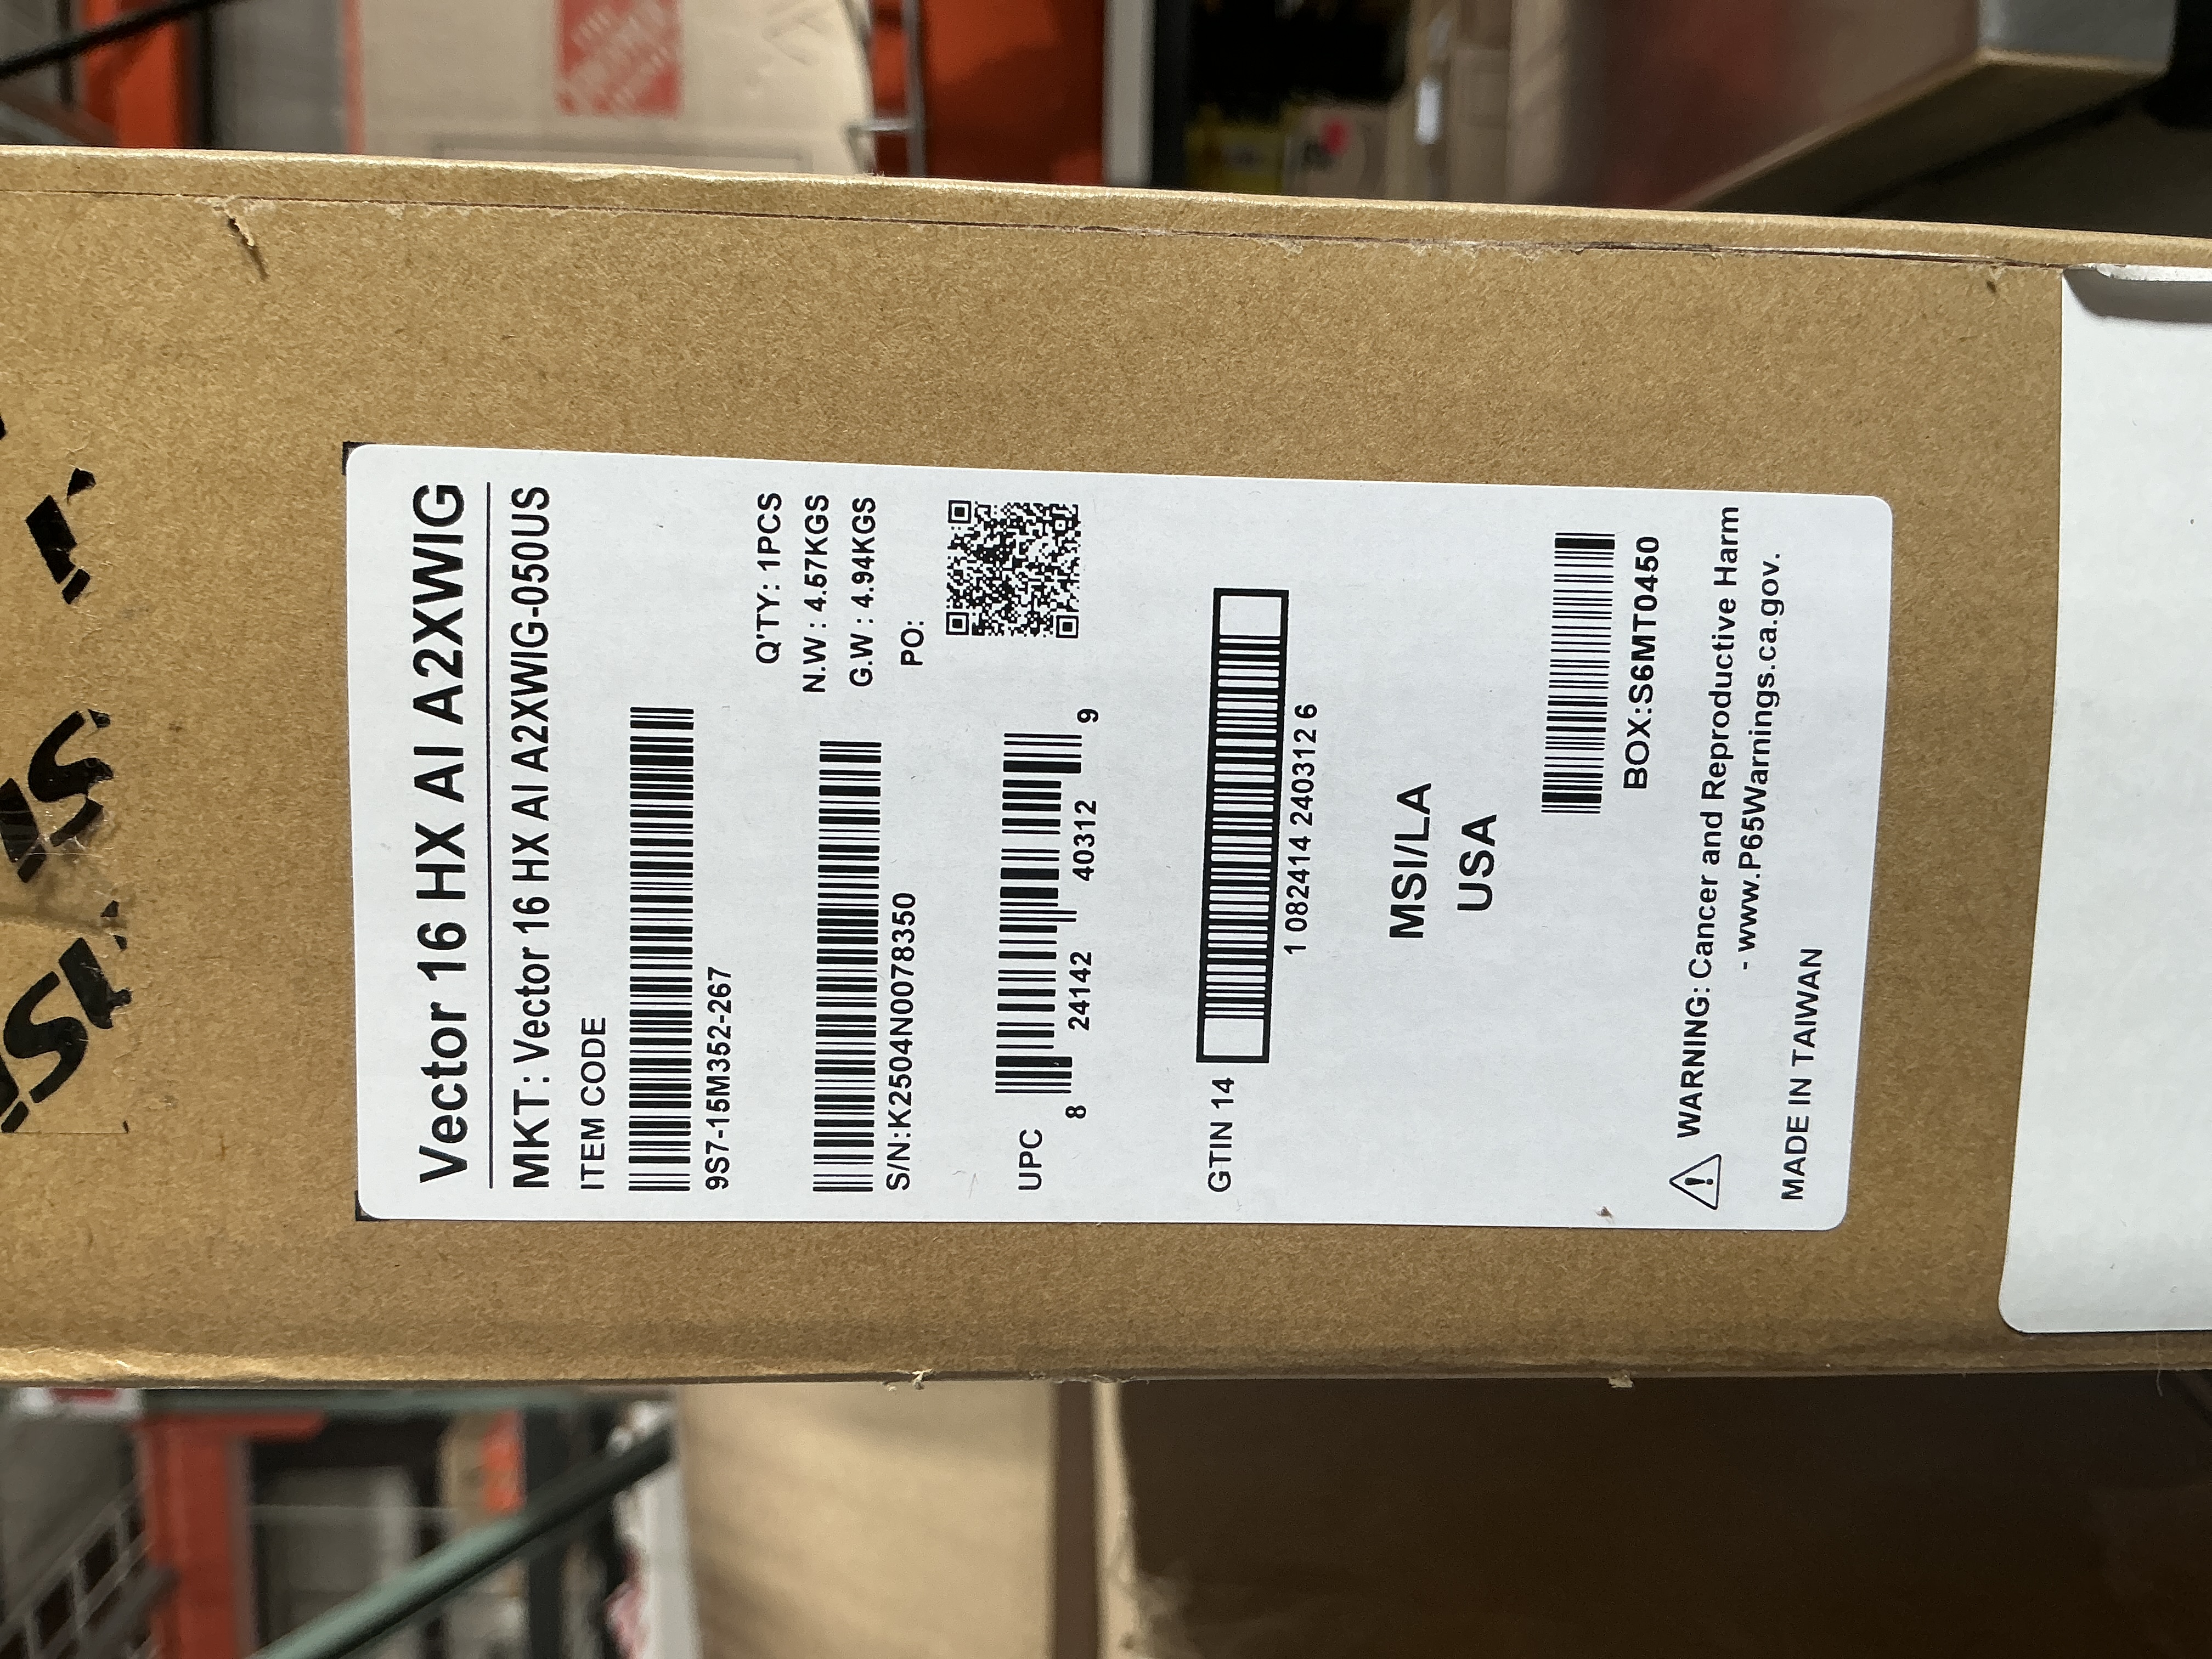 Vector 16 HX AI A2XWIG
MKT: Vector 16 HX AI A2XWIG-050US
ITEM CODE
9S7-15M352-267
Q'TY: 1PCS
N.W : 4.57KGS
G.W : 4.94KGS
PO:
S/N:K2504N0078350
UPC
8 24142 40312 9
GTIN 14
1 082414 240312 6
MSI/LA
USA
BOX:S6MT0450
WARNING: Cancer and Reproductive Harm
- www.P65Warnings.ca.gov.
MADE IN TAIWAN